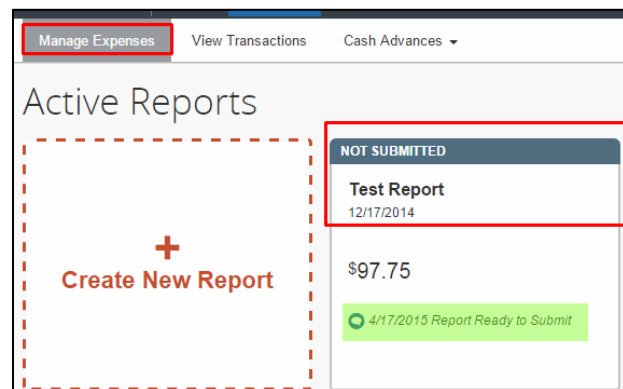 Manage Expenses View Transactions Cash Advances
Active Reports
+
Create New Report
NOT SUBMITTED
Test Report
12/17/2014
$97.75
4/17/2015 Report Ready to Submit